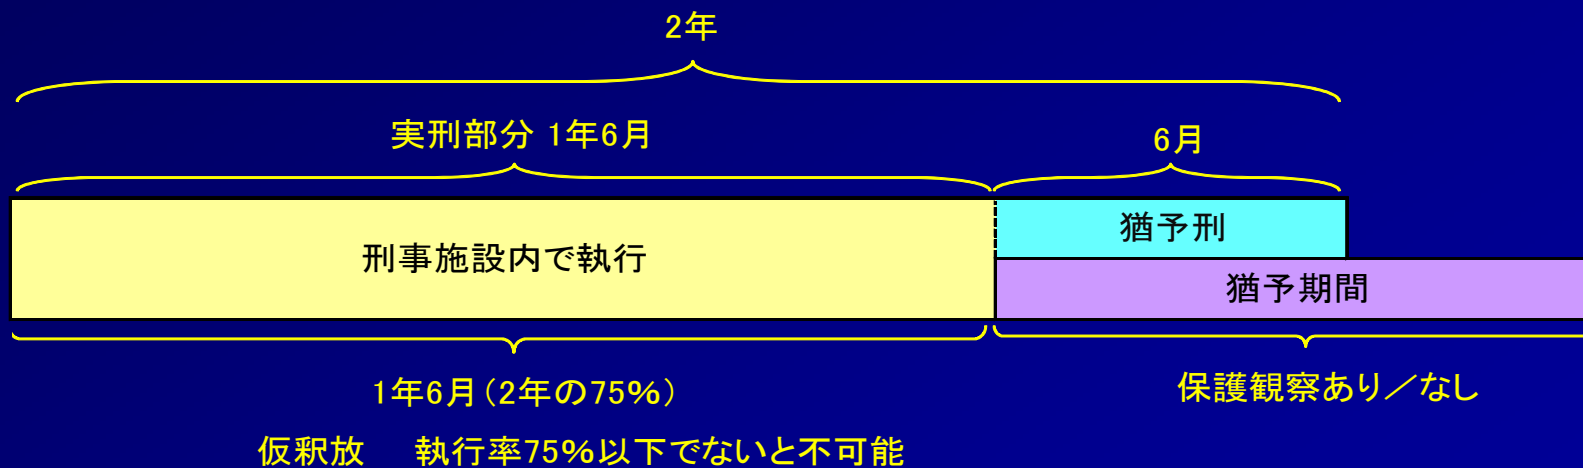 2年
実刑部分 1年6月
6月
刑事施設内で執行
猶予刑
猶予期間
1年6月(2年の75%)
保護観察あり/なし
仮釈放 執行率75%以下でないと不可能